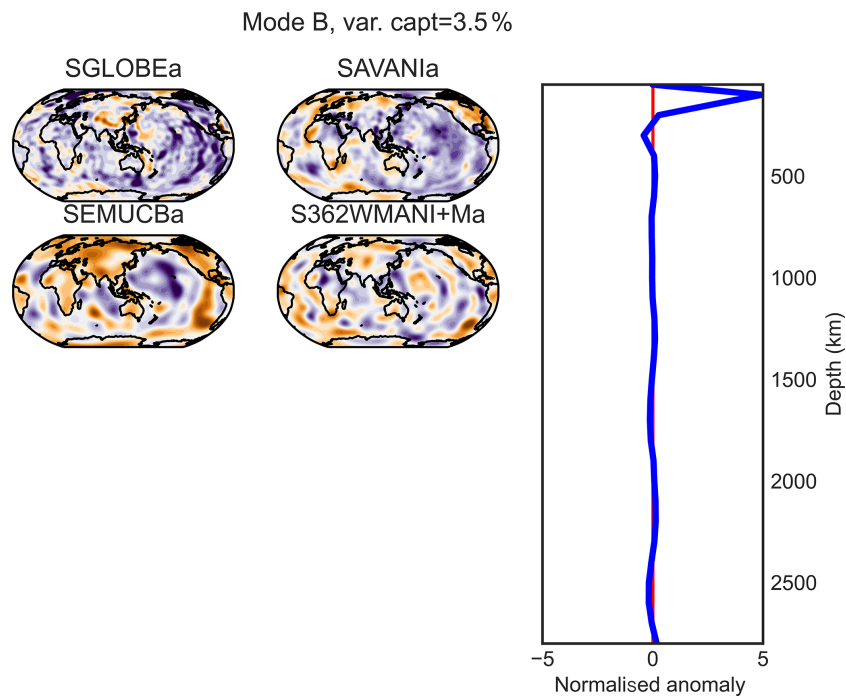 Mode B, var. capt=3.5%
SGLOBEa
SAVANIa
SEMUCBa
S362WMANI+Ma
500
1000
1500
2000
2500
Depth (km)
−5
0
5
Normalised anomaly